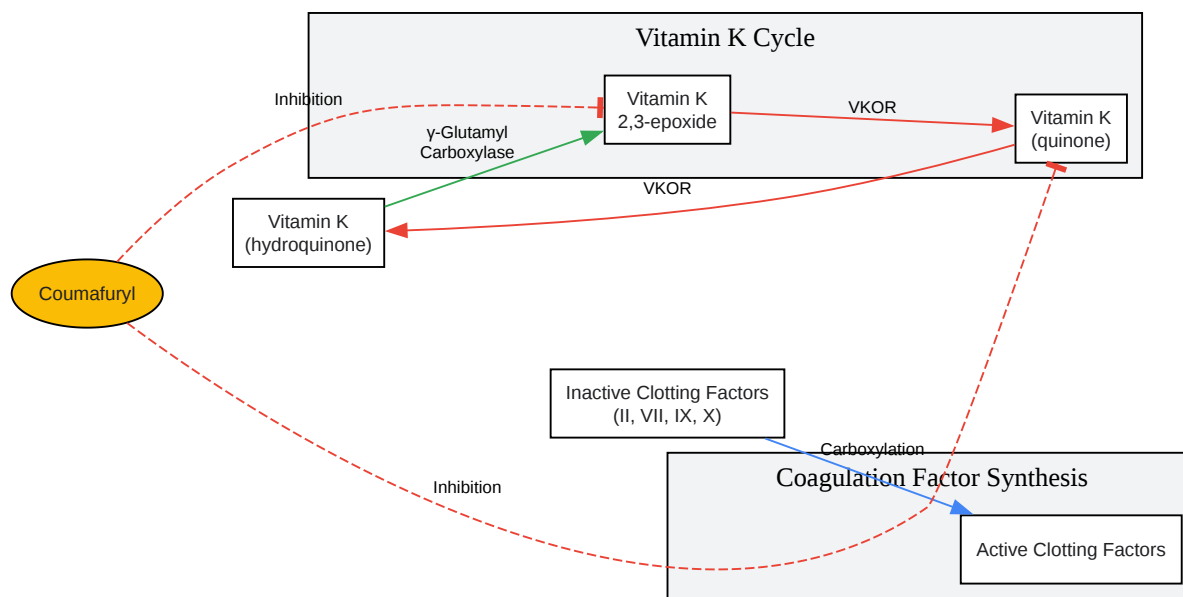 Vitamin K Cycle
Inhibition
Vitamin K
2,3-epoxide
VKOR
Vitamin K
(quinone)
γ-Glutamyl
Carboxylase
VKOR
Vitamin K
(hydroquinone)
Coumafuryl
Inactive Clotting Factors
(II, VII, IX, X)
Carboxylation
Coagulation Factor Synthesis
Inhibition
Active Clotting Factors